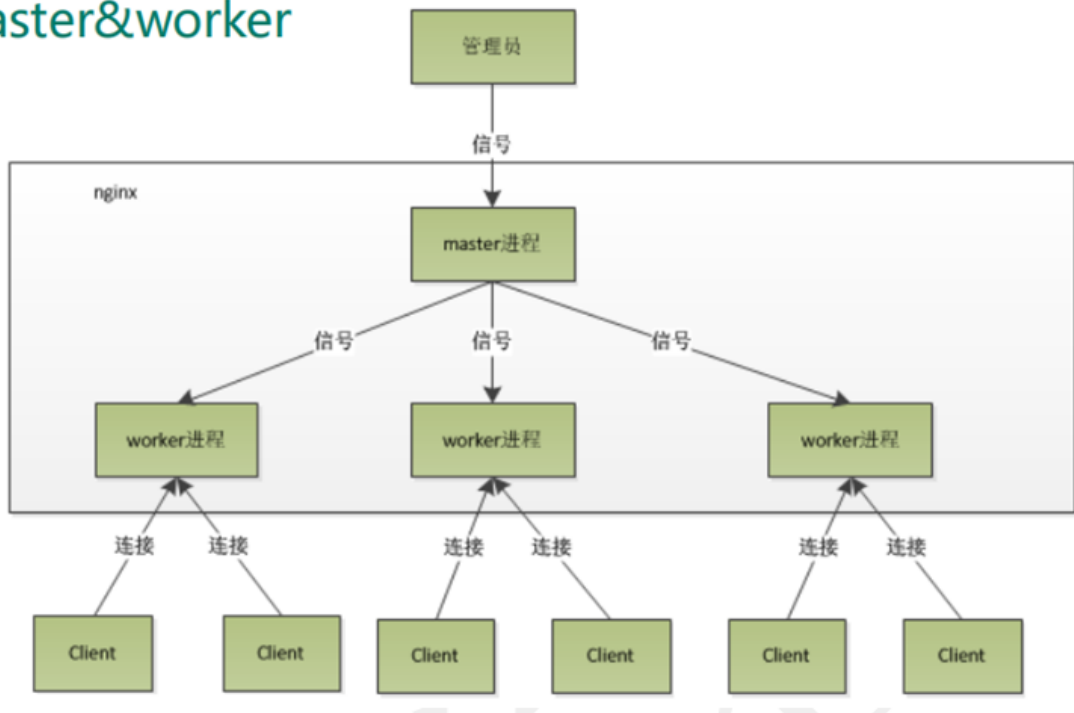 aster&worker
管理员
信号
nginx
master进程
信号
信号
信号
worker进程
worker进程
worker进程
连接
连接
连接
连接
连接
连接
Client
Client
Client
Client
Client
Client